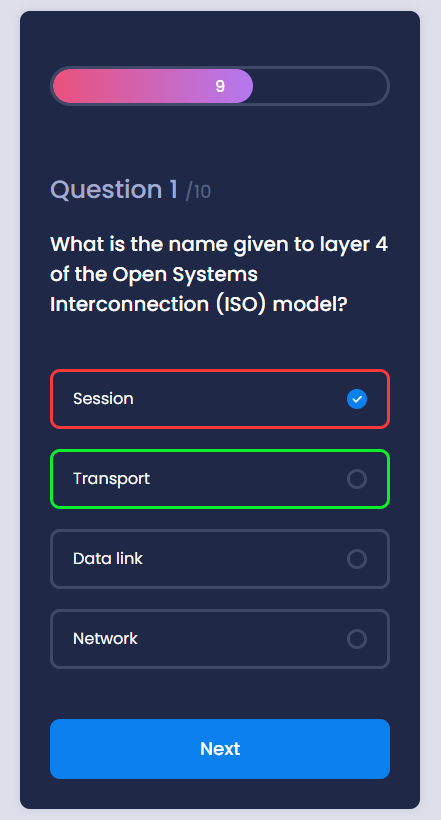 9
Question 1 /10
What is the name given to layer 4
of the Open Systems
Interconnection (ISO) model?
Session
Transport
Data link
Network
Next